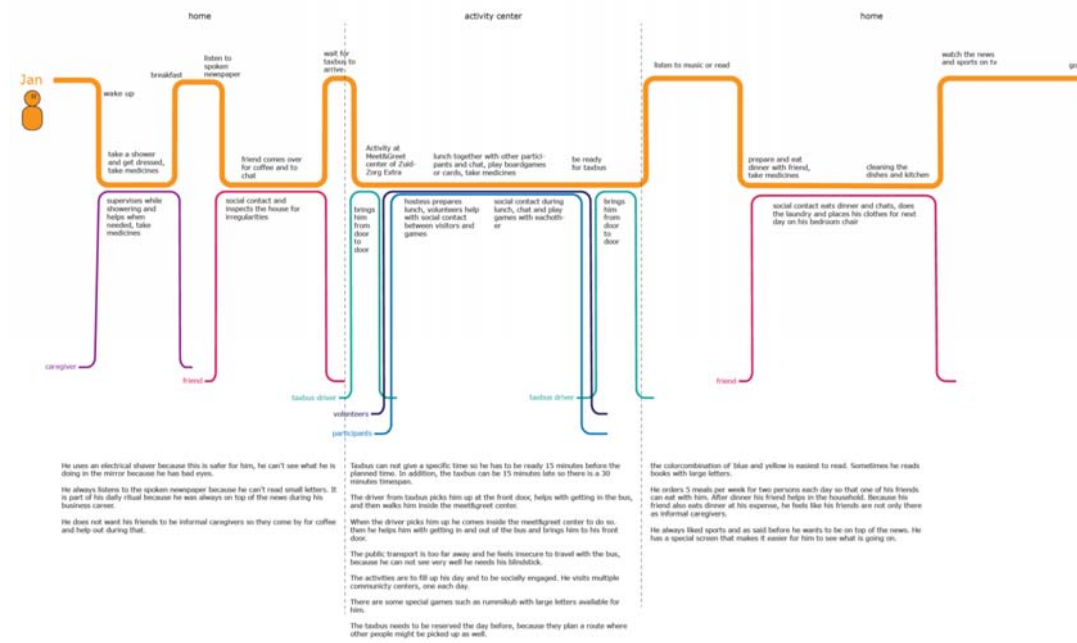 home
activity center
home
Jan
wake up
breakfast
listen to
spoken
newspaper
wait for
taxbus to
arrive.
listen to music or read
watch the news
and sports on tv
take a shower
and get dressed,
take medicines
friend comes over
for coffee and to
chat
Activity at
Meet&Greet
center of Zuid-
Zorg Extra
lunch together with other partici-
pants and chat, play boardgames
or cards, take medicines
be ready
for taxbus
prepare and eat
dinner with friend,
take medicines
cleaning the
dishes and kitchen
supervises while
showering and
helps when
needed, take
medicines
social contact and
inspects the house for
irregularities
brings
him
from
door
to
door
hostess prepares
lunch, volunteers help
with social contact
between visitors and
games
social contact during
lunch, chat and play
games with eachoth-
er
brings
him
from
door
to
door
social contact eats dinner and chats, does
the laundry and places his clothes for next
day on his bedroom chair
caregiver
friend
taxbus driver
volunteers
participants
taxbus driver
friend
He uses an electrical shaver because this is safer for him, he can't see what he is
doing in the mirror because he has bad eyes.
He always listens to the spoken newspaper because he can't read small letters. It
is part of his daily ritual because he was always on top of the news during his
business career.
He does not want his friends to be informal caregivers so they come by for coffee
and help out during that.
Taxbus can not give a specific time so he has to be ready 15 minutes before the
planned time. In addition, the taxbus can be 15 minutes late so there is a 30
minutes timespan.
The driver from taxbus picks him up at the front door, helps with getting in the bus,
and then walks him inside the meet&greet center.
When the driver picks him up he comes inside the meet&greet center to do so.
then he helps him with getting in and out of the bus and brings him to his front
door.
The public transport is too far away and he feels insecure to travel with the bus,
because he can not see very well he needs his blindstick.
The activities are to fill up his day and to be socially engaged. He visits multiple
communicty centers, one each day.
There are some special games such as rummikub with large letters available for
him.
The taxbus needs to be reserved the day before, because they plan a route where
other people might be picked up as well.
the colorcombination of blue and yellow is easiest to read. Sometimes he reads
books with large letters.
He orders 5 meals per week for two persons each day so that one of his friends
can eat with him. After dinner his friend helps in the household. Because his
friend also eats dinner at his expense, he feels like his friends are not only there
as informal caregivers.
He always liked sports and as said before he wants to be on top of the news. He
has a special screen that makes it easier for him to see what is going on.